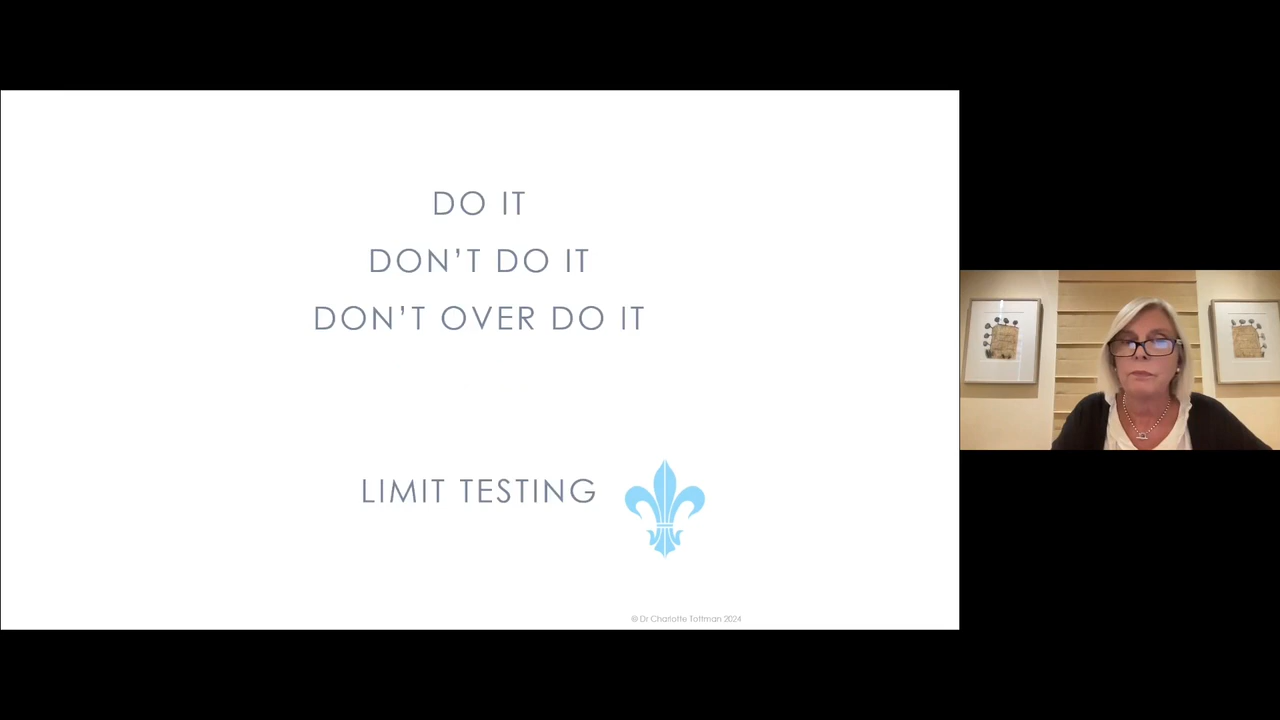 DO IT
DON'T DO IT
DON'T OVER DO IT
LIMIT TESTING
© Dr Charlotte Tottman 2024